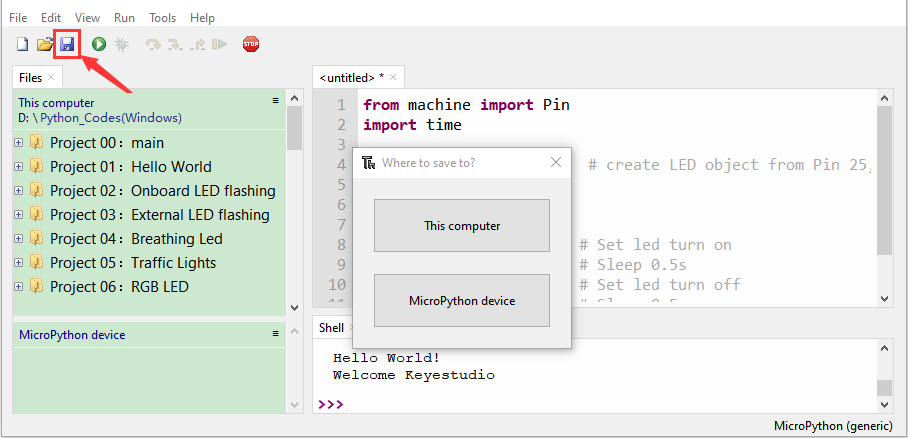 File Edit View Run Tools Help
STOP
Files
This computer
D: \ Python_Codes(Windows)
Project 00：main
Project 01：Hello World
Project 02：Onboard LED flashing
Project 03：External LED flashing
Project 04：Breathing Led
Project 05：Traffic Lights
Project 06：RGB LED
MicroPython device
<untitled> *
1 from machine import Pin
2 import time
3
4 # create LED object from Pin 25,
5
6
7
8 # Set led turn on
9 # Sleep 0.5s
10 # Set led turn off
11
Where to save to?
This computer
MicroPython device
Shell
Hello World!
Welcome Keyestudio
>>>
MicroPython (generic)